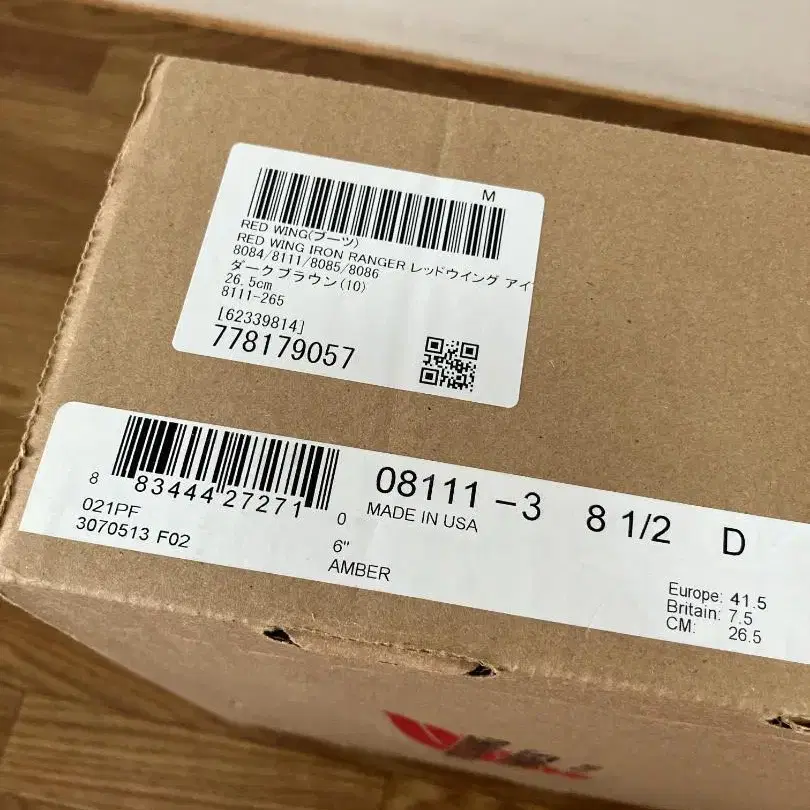 M
RED WING(ブーツ)
RED WING IRON RANGER レッドウイング アイ
8084/8111/8085/8086
ダークブラウン(10)
26.5cm
8111-265
[62339814]
778179057
8 83444 27271 0
021PF
3070513 F02
6"
AMBER
08111-3 8 1/2 D
MADE IN USA
Europe: 41.5
Britain: 7.5
CM: 26.5